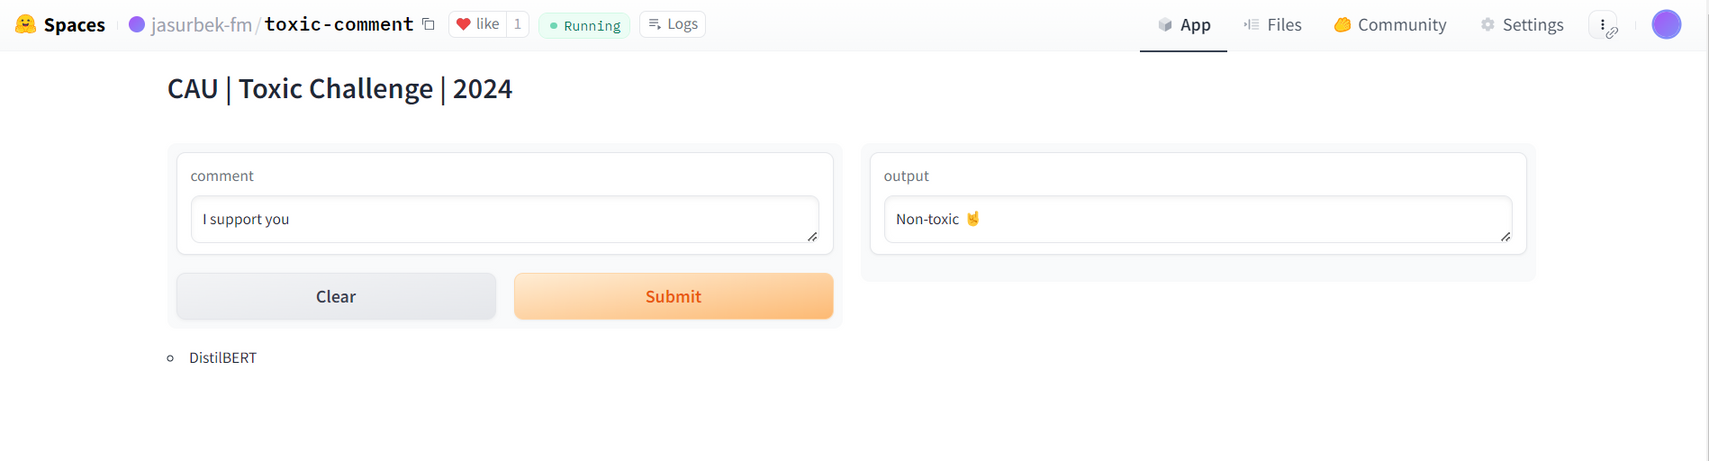 Spaces jasurbek-fm/toxic-comment like 1 Running Logs App Files Community Settings
CAU | Toxic Challenge | 2024
comment
I support you
Clear Submit
output
Non-toxic 🤘
DistilBERT